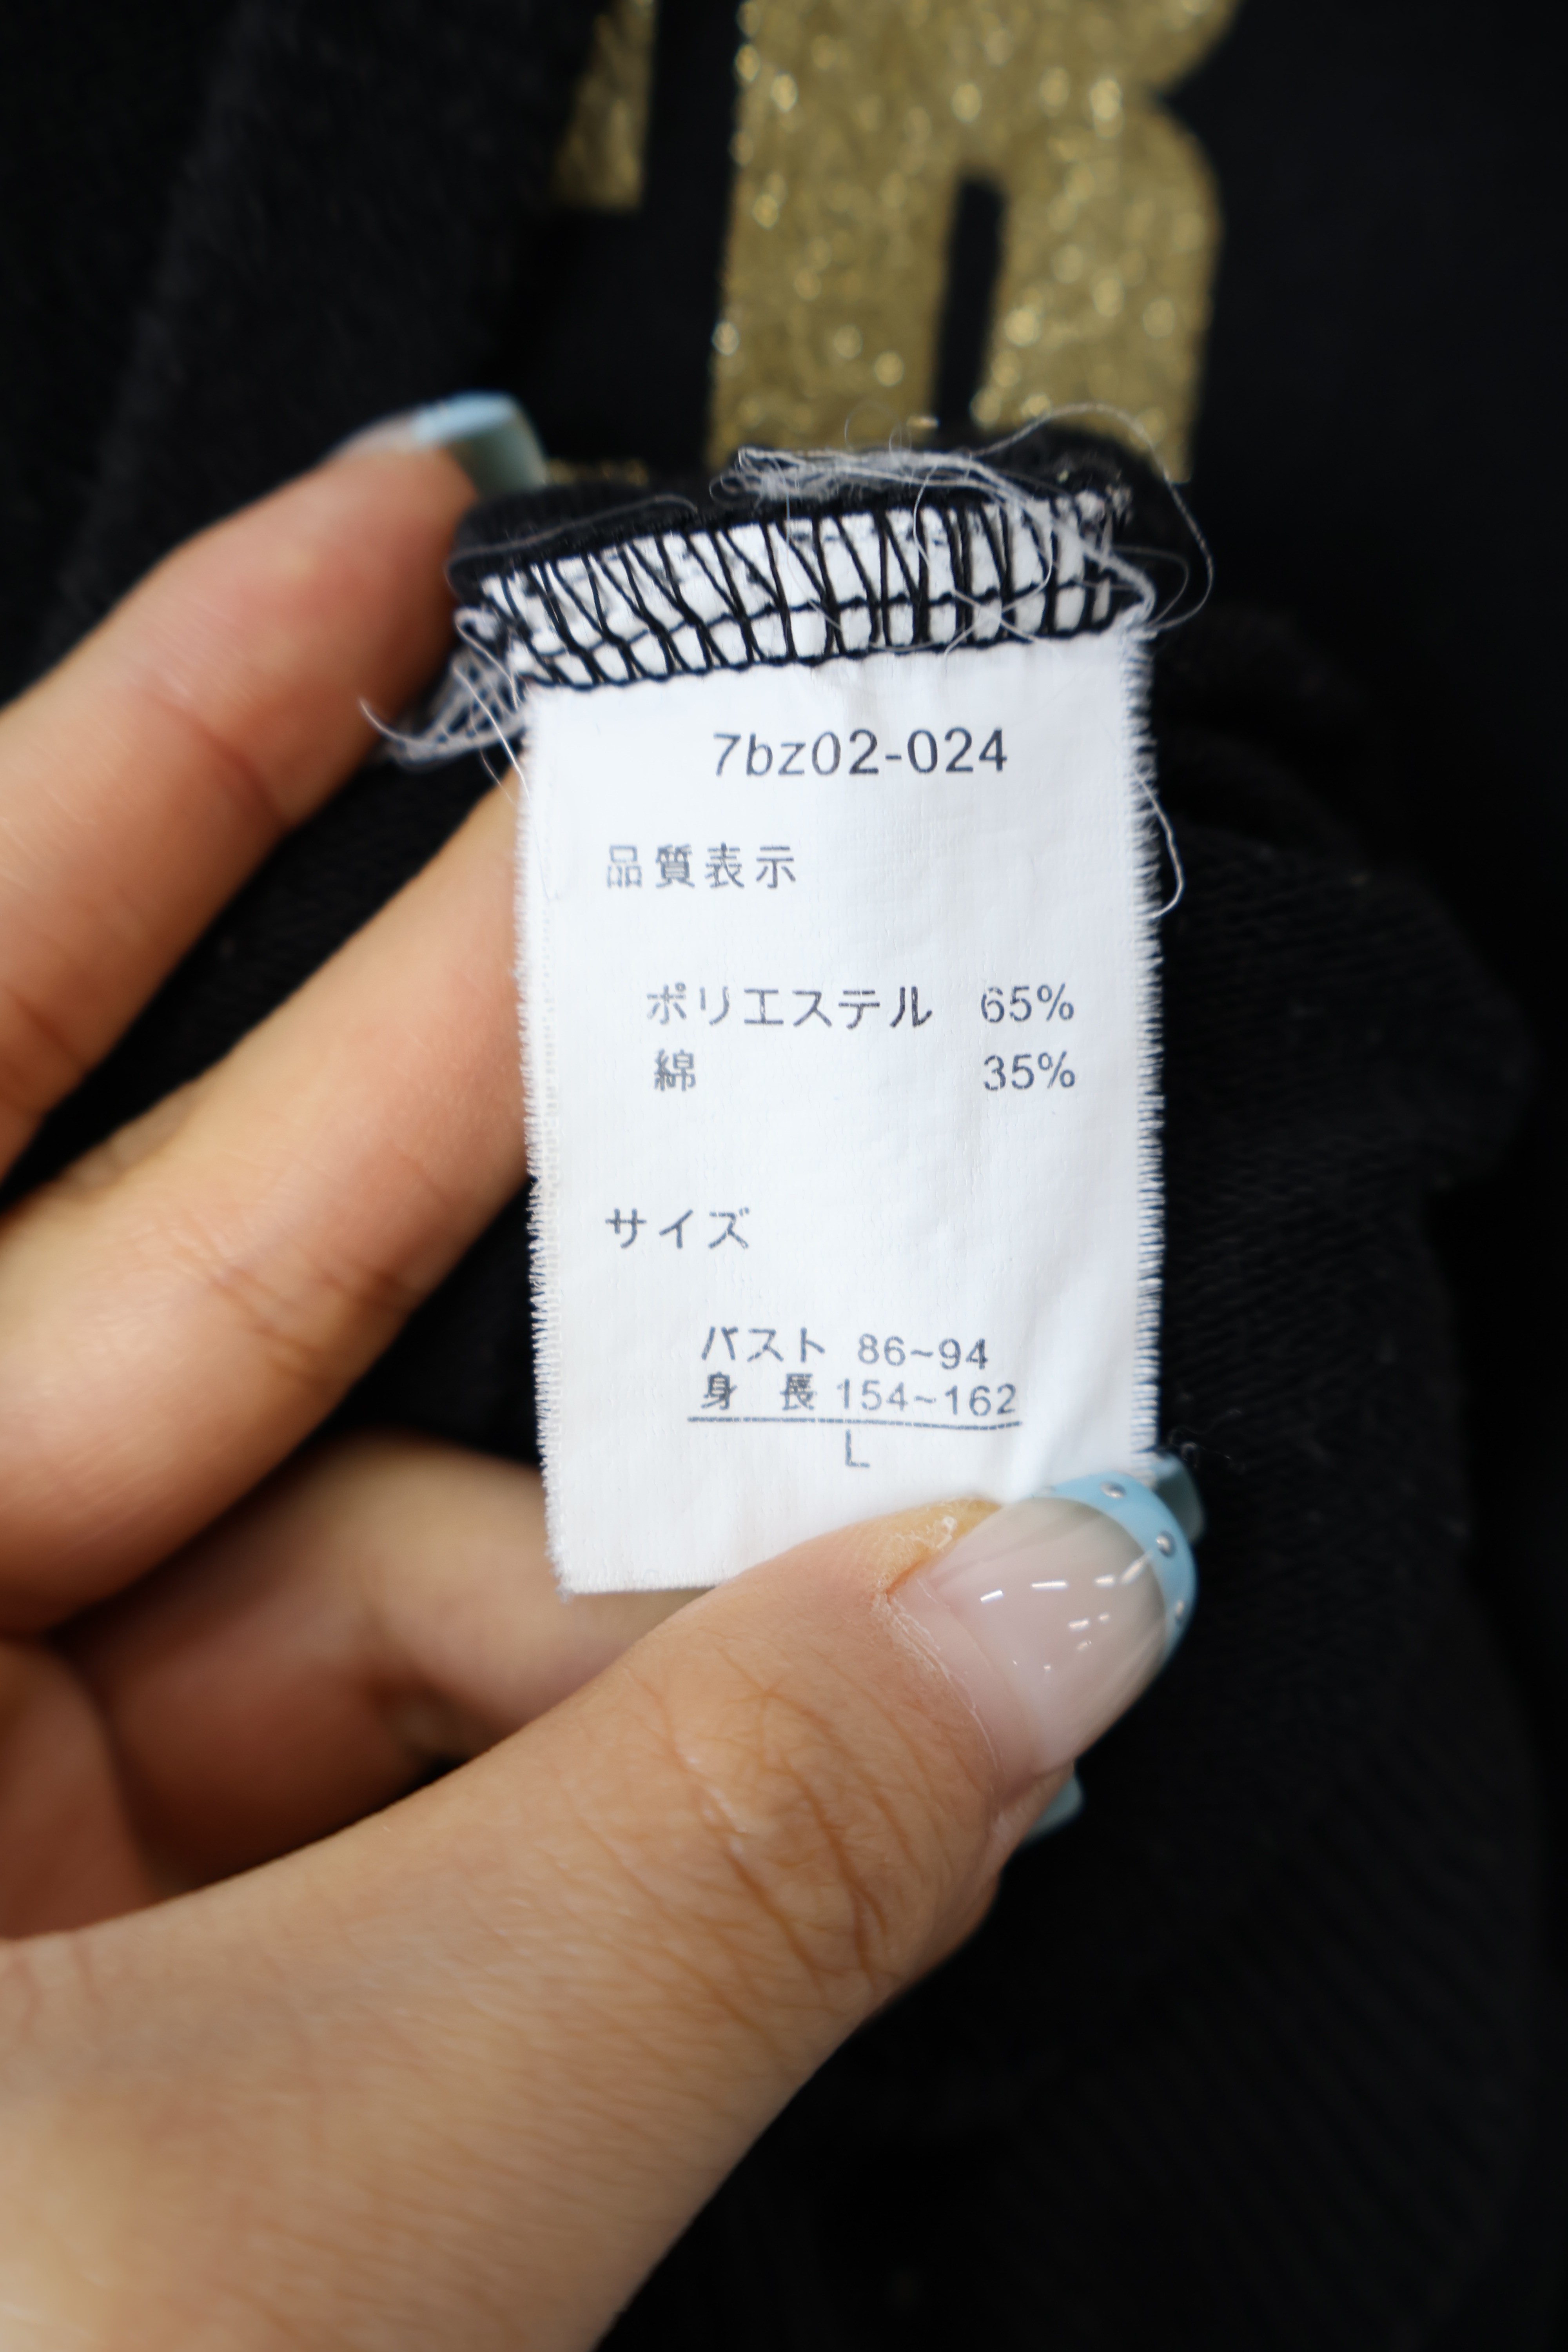 R
7bz02-024
品質表示
ポリエステル 65%
綿 35%
サイズ
バスト 86~94
身 長 154~162
L